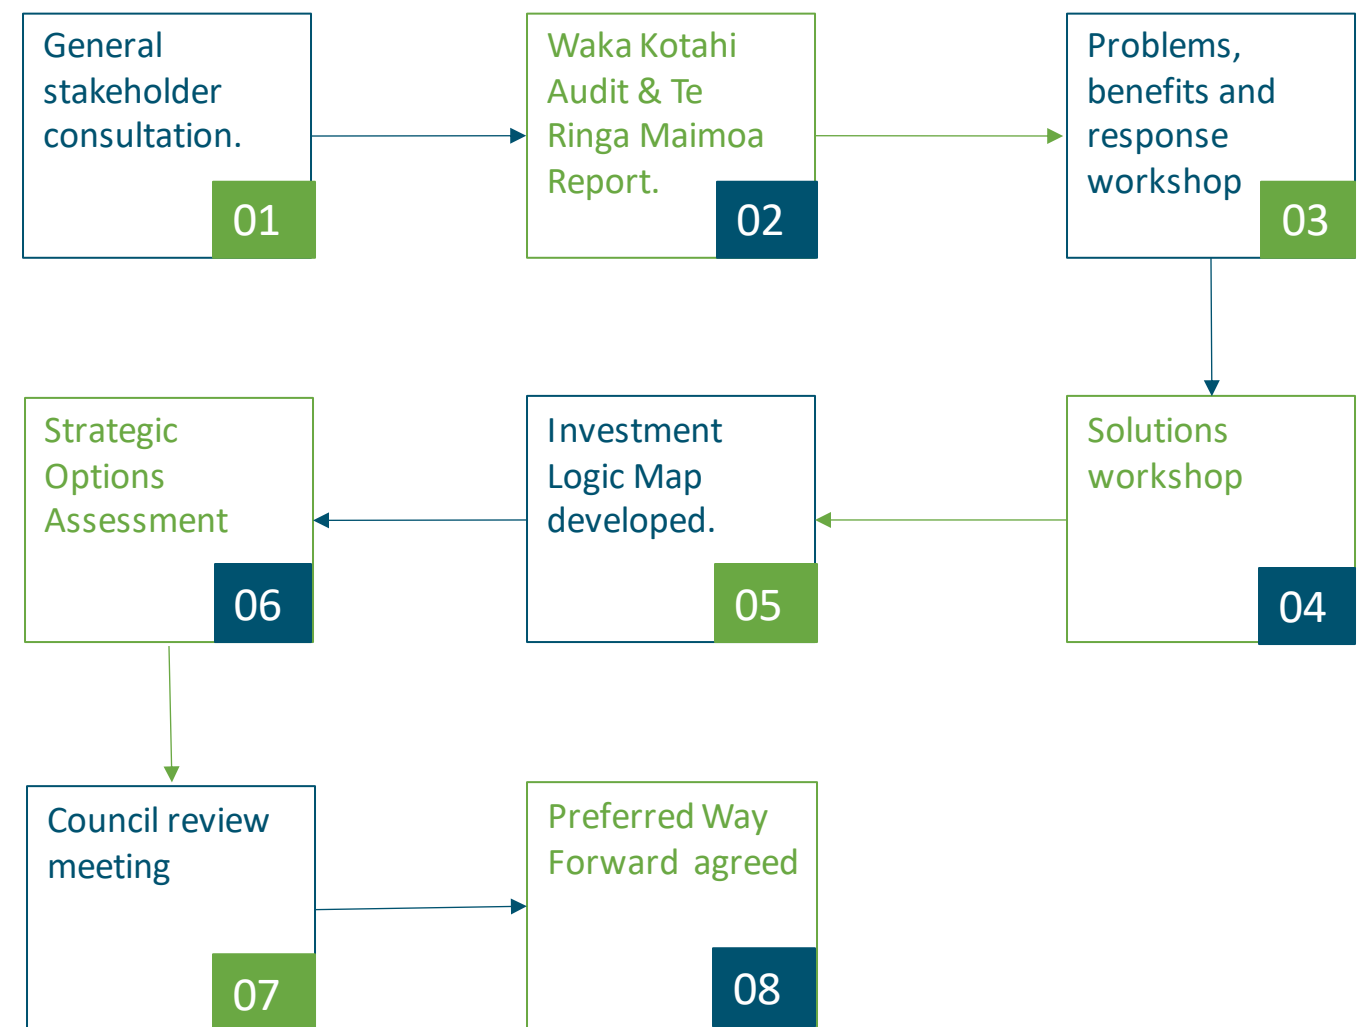 General
stakeholder
consultation.
01
Waka Kotahi
Audit & Te
Ringa Maimoa
Report.
02
Problems,
benefits and
response
workshop
03
Solutions
workshop
04
Investment
Logic Map
developed.
05
Strategic
Options
Assessment
06
Council review
meeting
07
Preferred Way
Forward agreed
08